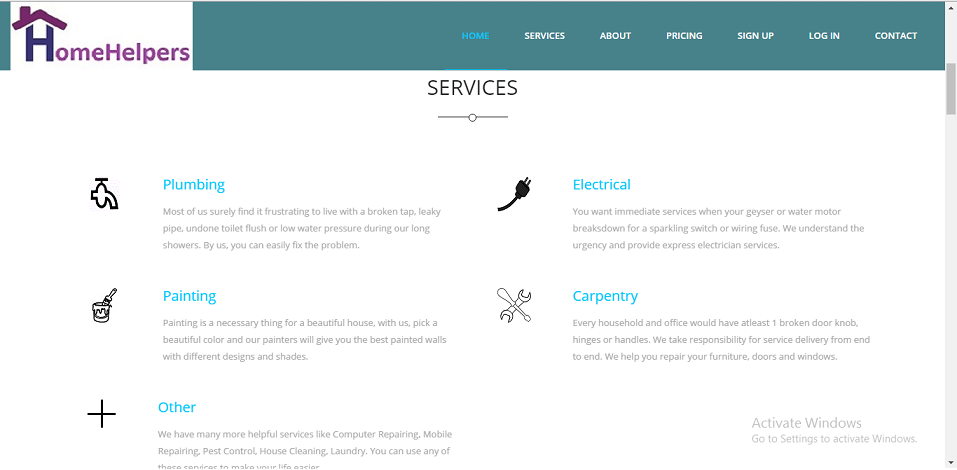 HomeHelpers
HOME SERVICES ABOUT PRICING SIGN UP LOG IN CONTACT
SERVICES
Plumbing
Most of us surely find it frustrating to live with a broken tap, leaky
pipe, undone toilet flush or low water pressure during our long
showers. By us, you can easily fix the problem.
Electrical
You want immediate services when your geyser or water motor
breaksdown for a sparkling switch or wiring fuse. We understand the
urgency and provide express electrician services.
Painting
Painting is a necessary thing for a beautiful house, with us, pick a
beautiful color and our painters will give you the best painted walls
with different designs and shades.
Carpentry
Every household and office would have atleast 1 broken door knob,
hinges or handles. We take responsibility for service delivery from end
to end. We help you repair your furniture, doors and windows.
Other
We have many more helpful services like Computer Repairing, Mobile
Repairing, Pest Control, House Cleaning, Laundry. You can use any of
these services to make your life easier
Activate Windows
Go to Settings to activate Windows.